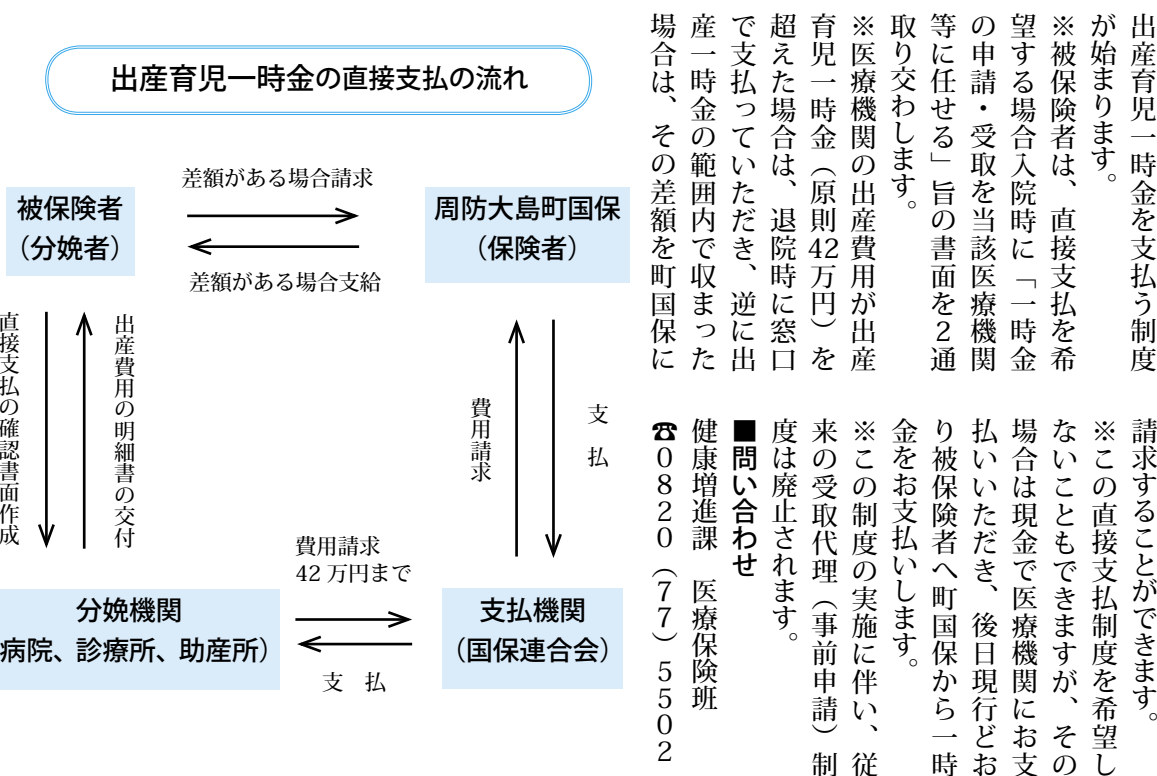 出産育児一時金を支払う制度
が始まります。
※被保険者は、直接支払を希
望する場合入院時に「一時金
の申請・受取を当該医療機関
等に任せる」旨の書面を2通
取り交わします。
※医療機関の出産費用が出産
育児一時金(原則42万円)を
超えた場合は、退院時に窓口
で支払っていただき、逆に出
産一時金の範囲内で収まった
場合は、その差額を町国保に
請求することができます。
※この直接支払制度を希望し
ないこともできますが、その
場合は現金で医療機関にお支
払いいただき、後日現行どお
り被保険者へ町国保から一時
金をお支払いします。
※この制度の実施に伴い、従
来の受取代理(事前申請)制
度は廃止されます。
■問い合わせ
健康増進課 医療保険班
☎0820(77)5502
出産育児一時金の直接支払の流れ
被保険者
(分娩者)
差額がある場合請求
差額がある場合支給
周防大島町国保
(保険者)
直接支払の確認書面作成
出産費用の明細書の交付
費用請求
支払
分娩機関
病院、診療所、助産所)
費用請求
42万円まで
支 払
支払機関
(国保連合会)